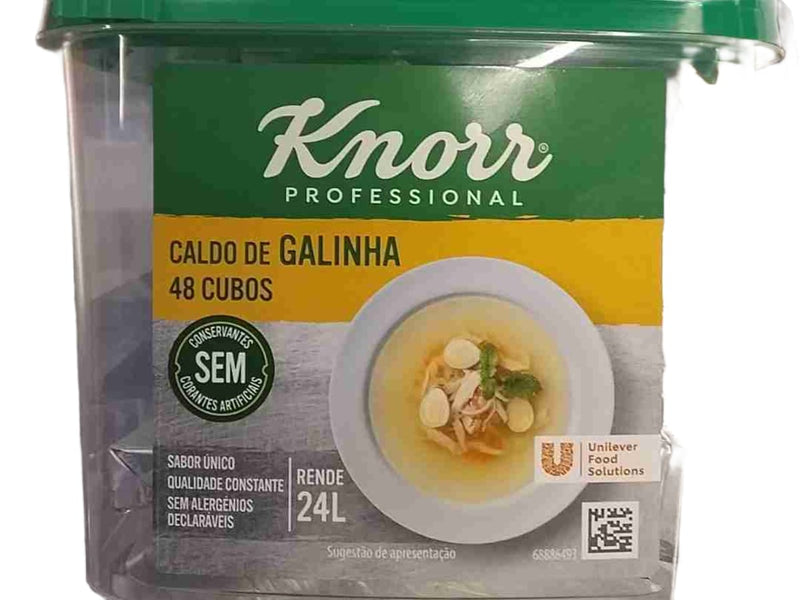 Knorr®
PROFESSIONAL
CALDO DE GALINHA
48 CUBOS
CONSERVANTES
SEM
CORANTES ARTIFICIAIS
SABOR ÚNICO
QUALIDADE CONSTANTE
SEM ALERGÉNIOS
DECLARÁVEIS
RENDE
24L
Unilever
Food
Solutions
Sugestão de apresentação
68886493